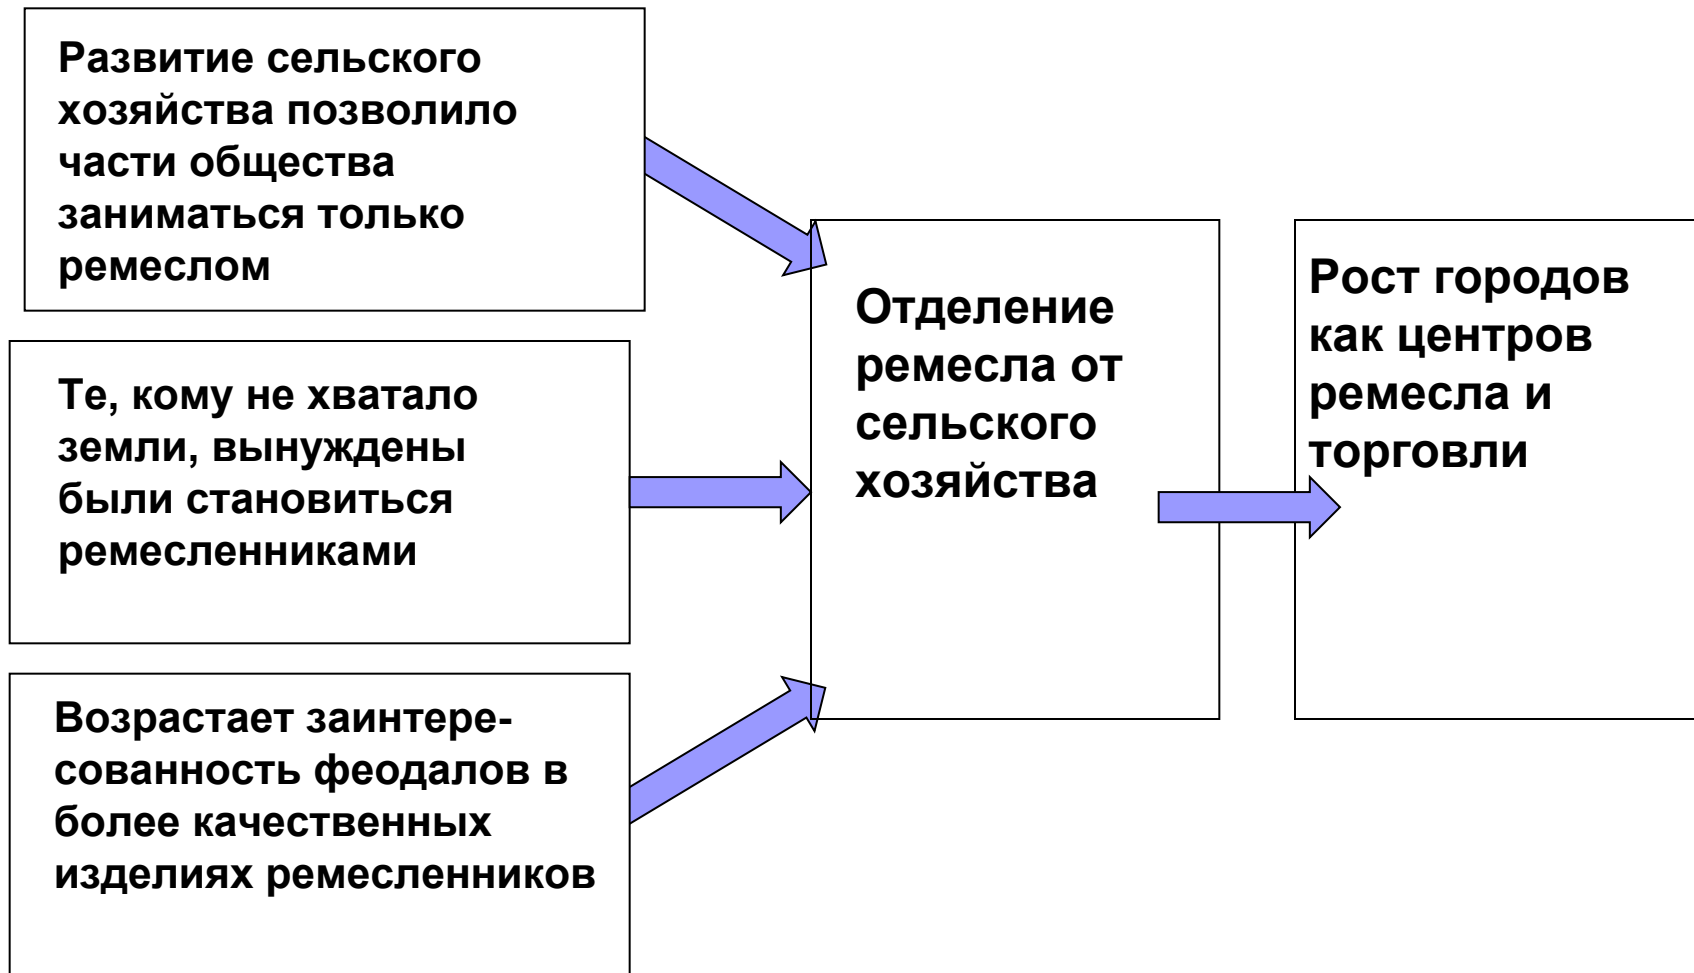 Развитие сельского
хозяйства позволило
части общества
заниматься только
ремеслом
Те, кому не хватало
земли, вынуждены
были становиться
ремесленниками
Возрастает заинтере-
сованность феодалов в
более качественных
изделиях ремесленников
Отделение
ремесла от
сельского
хозяйства
Рост городов
как центров
ремесла и
торговли